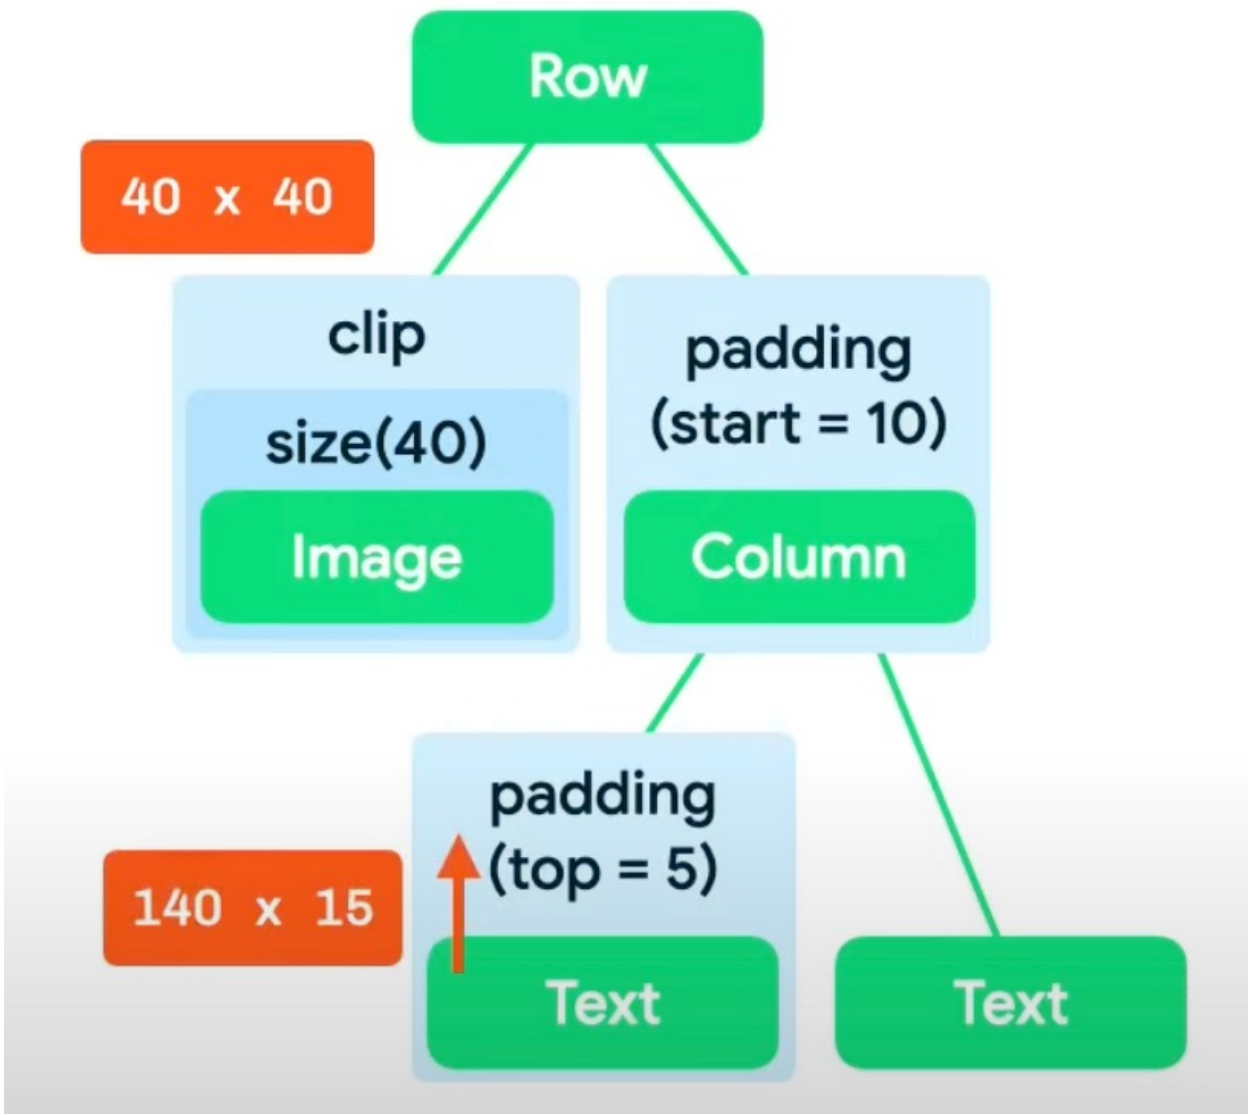 Row
40 x 40
clip
size(40)
Image
padding
(start = 10)
Column
padding
(top = 5)
140 x 15
Text
Text